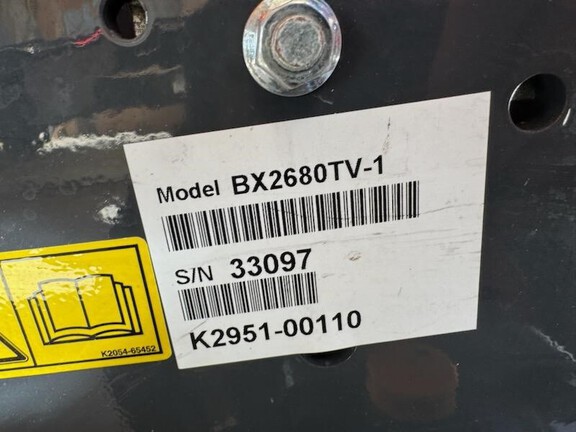 Model BX2680TV-1
S/N 33097
K2951-00110
K2054-65452